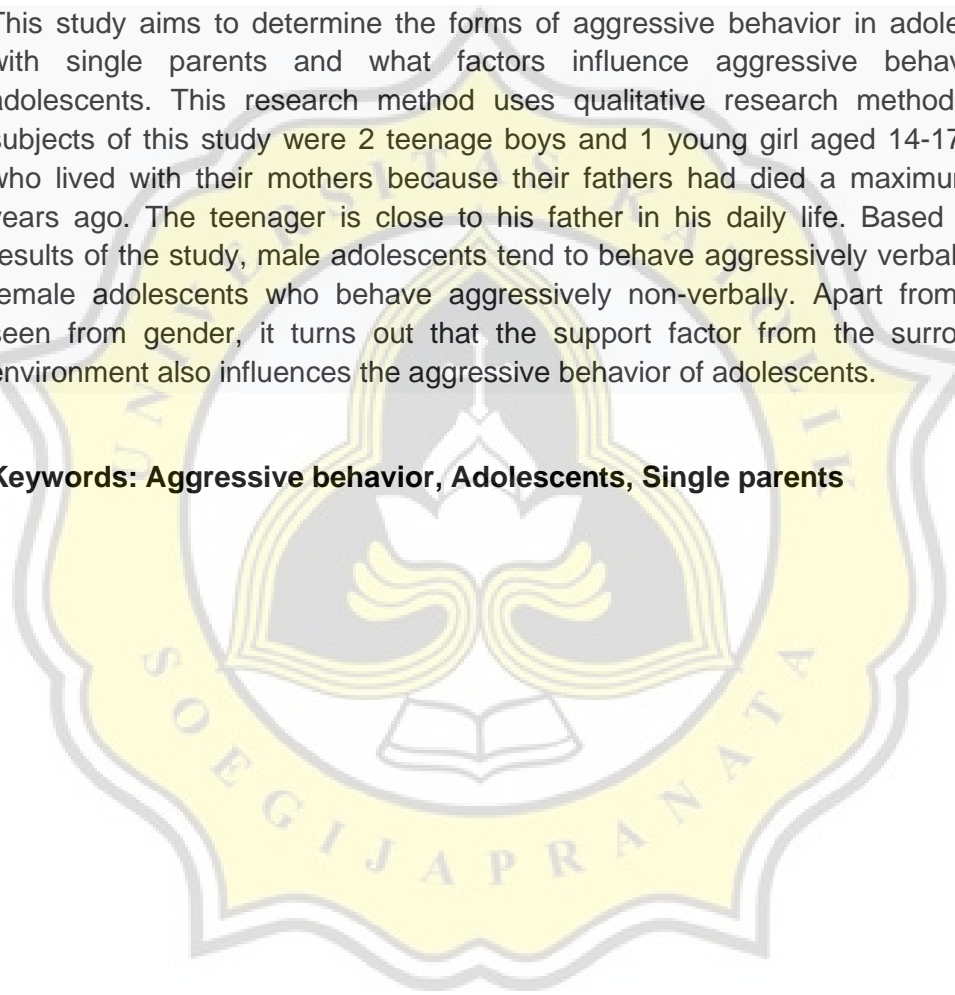 This study aims to determine the forms of aggressive behavior in adole
with single parents and what factors influence aggressive behav
adolescents. This research method uses qualitative research method
subjects of this study were 2 teenage boys and 1 young girl aged 14-17
who lived with their mothers because their fathers had died a maximu
years ago. The teenager is close to his father in his daily life. Based
results of the study, male adolescents tend to behave aggressively verbal
female adolescents who behave aggressively non-verbally. Apart from
seen from gender, it turns out that the support factor from the surro
environment also influences the aggressive behavior of adolescents.
Keywords: Aggressive behavior, Adolescents, Single parents
UNIVERSITAS KATOLIK
SOEGIJAPRANATA